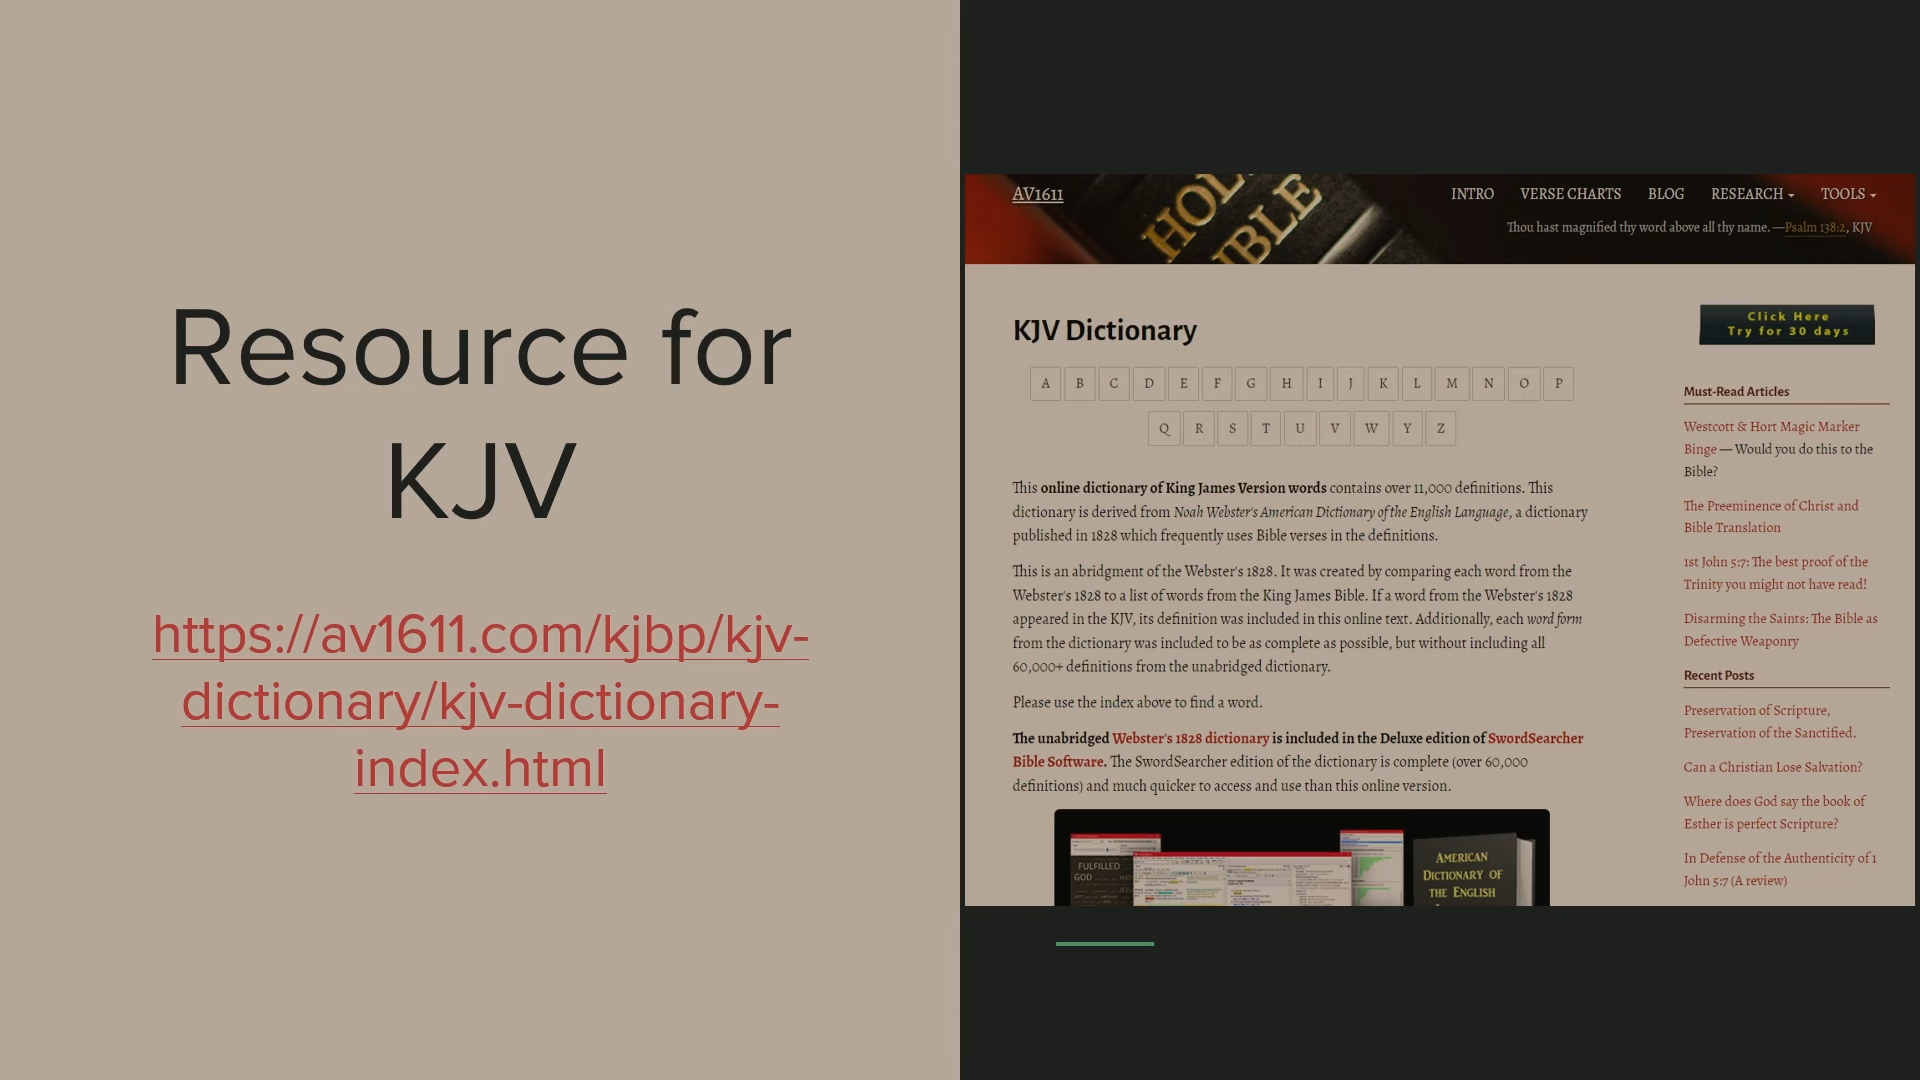 Resource for
KJV
https://av1611.com/kjbp/kjv-
dictionary/kjv-dictionary-
index.html
AV1611
HOL
IBLE
INTRO VERSE CHARTS BLOG RESEARCH TOOLS
Thou hast magnified thy word above all thy name. —Psalm 138:2, KJV
KJV Dictionary
A B C D E F G H I J K L M N O P
Q R S T U V W Y Z
This online dictionary of King James Version words contains over 11,000 definitions. This
dictionary is derived from Noah Webster's American Dictionary of the English Language, a dictionary
published in 1828 which frequently uses Bible verses in the definitions.
This is an abridgment of the Webster's 1828. It was created by comparing each word from the
Webster's 1828 to a list of words from the King James Bible. If a word from the Webster's 1828
appeared in the KJV, its definition was included in this online text. Additionally, each word form
from the dictionary was included to be as complete as possible, but without including all
60,000+ definitions from the unabridged dictionary.
Please use the index above to find a word.
The unabridged Webster's 1828 dictionary is included in the Deluxe edition of SwordSearcher
Bible Software. The SwordSearcher edition of the dictionary is complete (over 60,000
definitions) and much quicker to access and use than this online version.
FULFILLED
GOD
AMERICAN
DICTIONARY OF
THE ENGLISH
Click Here
Try for 30 days
Must-Read Articles
Westcott & Hort Magic Marker
Binge — Would you do this to the
Bible?
The Preeminence of Christ and
Bible Translation
1st John 5:7: The best proof of the
Trinity you might not have read!
Disarming the Saints: The Bible as
Defective Weaponry
Recent Posts
Preservation of Scripture,
Preservation of the Sanctified.
Can a Christian Lose Salvation?
Where does God say the book of
Esther is perfect Scripture?
In Defense of the Authenticity of 1
John 5:7 (A review)